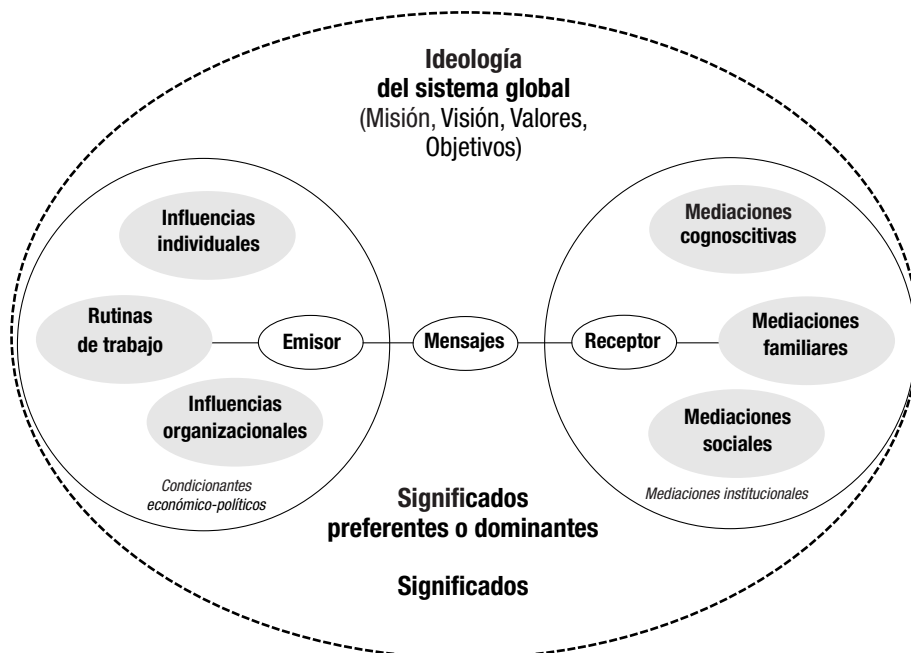 Ideología
del sistema global
(Misión, Visión, Valores,
Objetivos)
Influencias
individuales
Rutinas
de trabajo
Emisor
Influencias
organizacionales
Condicionantes
económico-políticos
Mensajes
Mediaciones
cognoscitivas
Receptor
Mediaciones
familiares
Mediaciones
sociales
Mediaciones institucionales
Significados
preferentes o dominantes
Significados